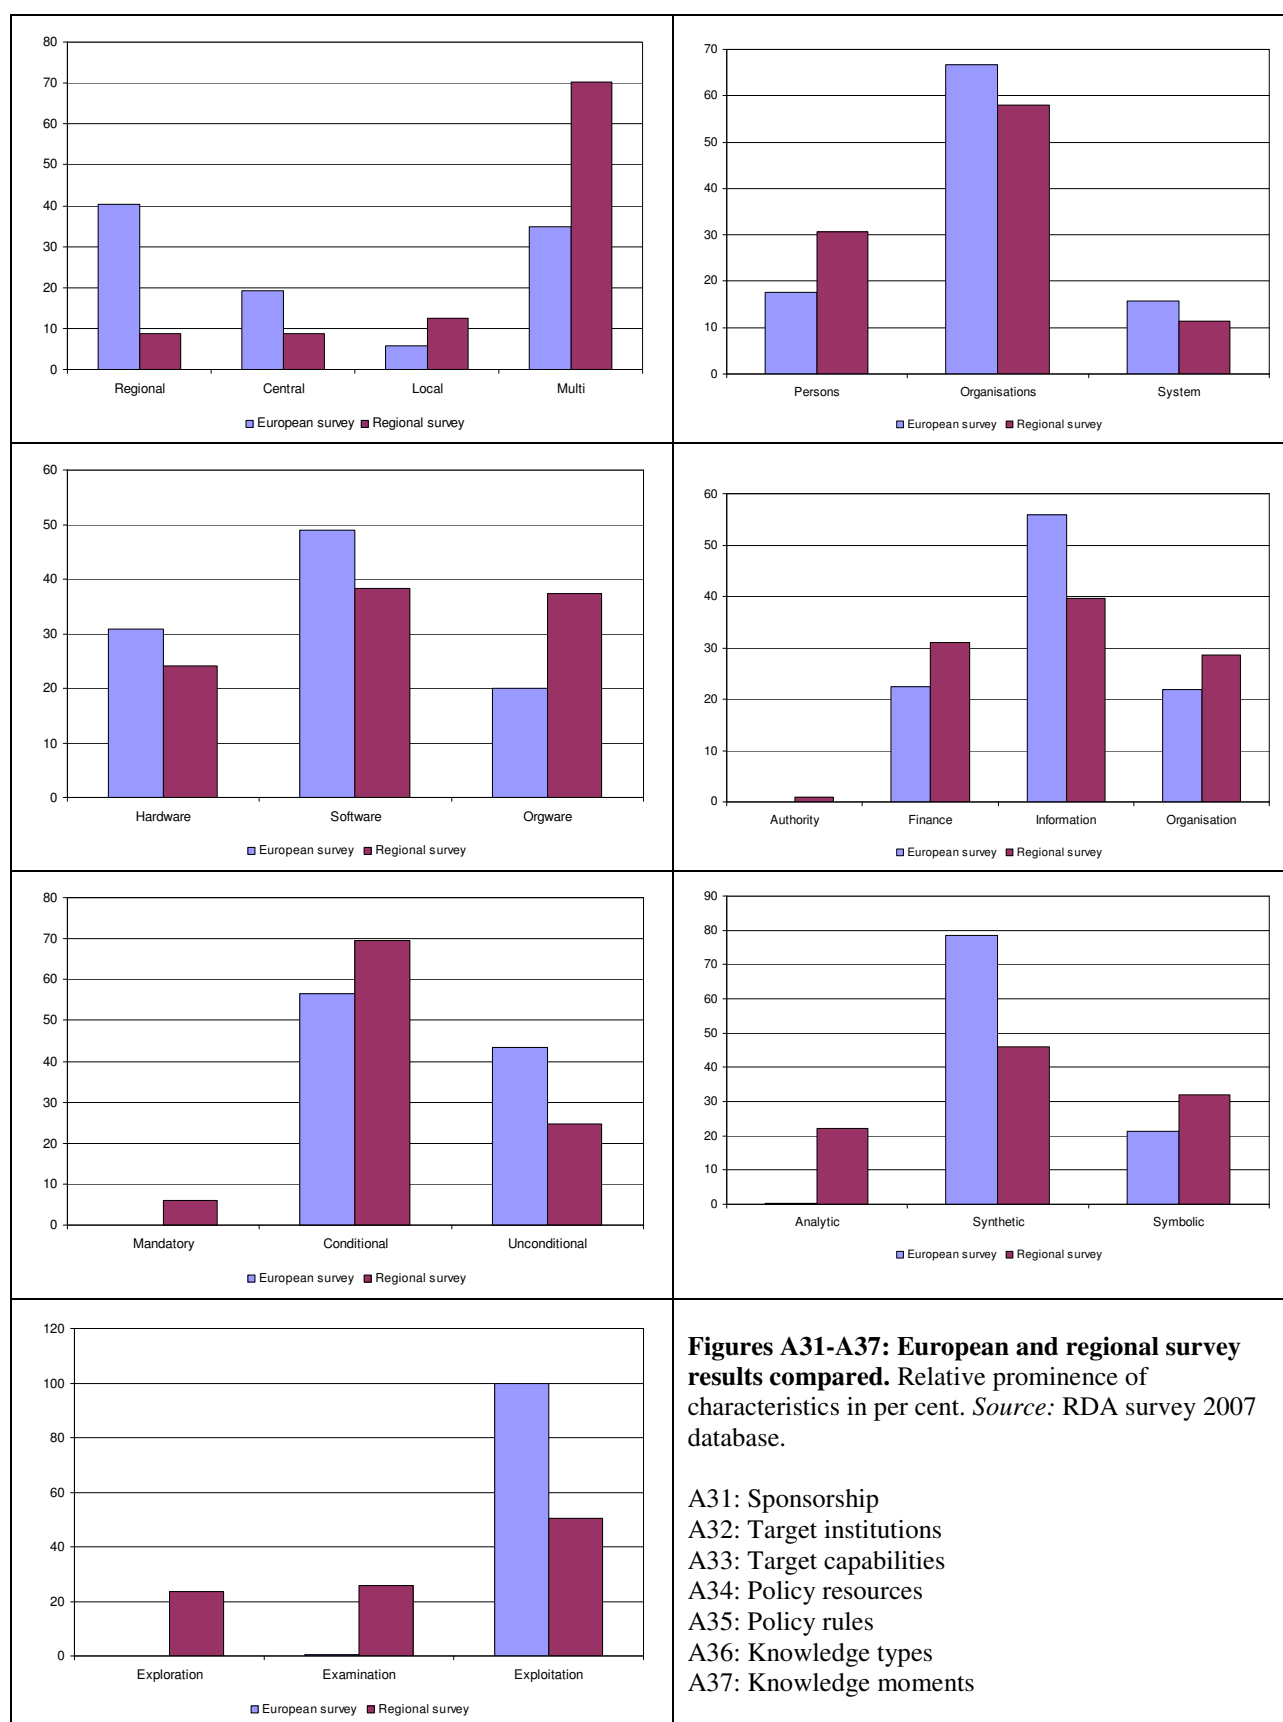 80
70
60
50
40
30
20
10
0
Regional Central Local Multi
European survey Regional survey
70
60
50
40
30
20
10
0
Persons Organisations System
European survey Regional survey
60
50
40
30
20
10
0
Hardware Software Orgware
European survey Regional survey
60
50
40
30
20
10
0
Authority Finance Information Organisation
European survey Regional survey
80
70
60
50
40
30
20
10
0
Mandatory Conditional Unconditional
European survey Regional survey
90
80
70
60
50
40
30
20
10
0
Analytic Synthetic Symbolic
European survey Regional survey
120
100
80
60
40
20
0
Exploration Examination Exploitation
European survey Regional survey
Figures A31-A37: European and regional survey
results compared. Relative prominence of
characteristics in per cent. Source: RDA survey 2007
database.
A31: Sponsorship
A32: Target institutions
A33: Target capabilities
A34: Policy resources
A35: Policy rules
A36: Knowledge types
A37: Knowledge moments